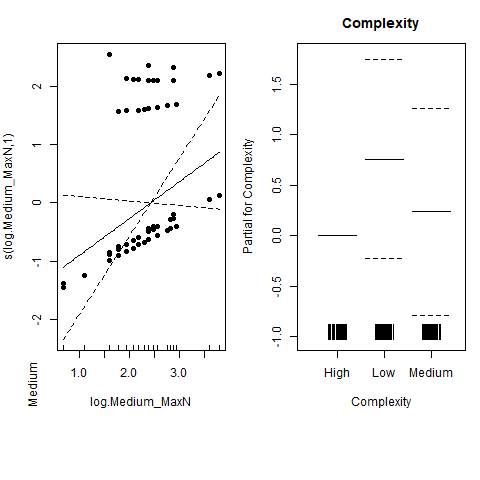 s(log.Medium_MaxN,1)
2
1
0
-1
-2
1.0 2.0 3.0
log.Medium_MaxN
Medium
Complexity
Partial for Complexity
1.5
1.0
0.5
0.0
-0.5
-1.0
High Low Medium
Complexity